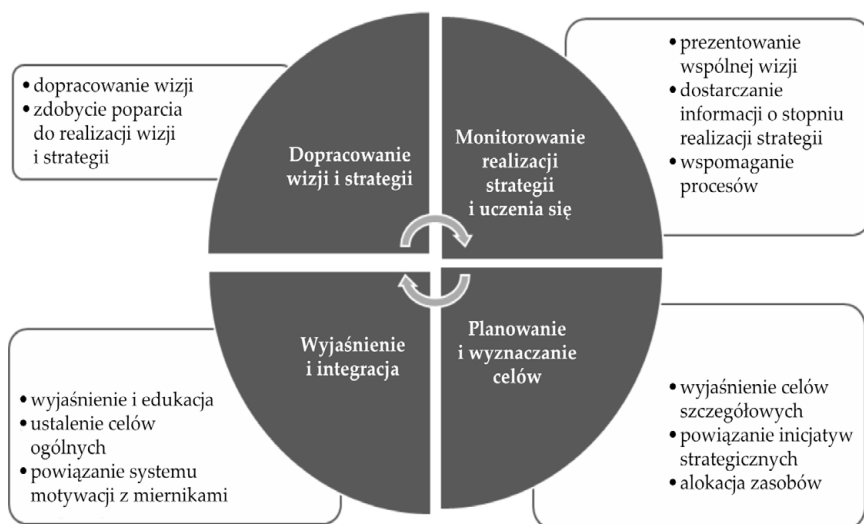 • dopracowanie wizji
• zdobycie poparcia
do realizacji wizji
i strategii
Dopracowanie
wizji i strategii
Monitorowanie
realizacji
strategii
i uczenia się
• prezentowanie
wspólnej wizji
• dostarczanie
informacji o stopniu
realizacji strategii
• wspomaganie
procesów
• wyjaśnienie i edukacja
• ustalenie celów
ogólnych
• powiązanie systemu
motywacji z miernikami
Wyjaśnienie
i integracja
Planowanie
i wyznaczanie
celów
• wyjaśnienie celów
szczegółowych
• powiązanie inicjatyw
strategicznych
• alokacja zasobów